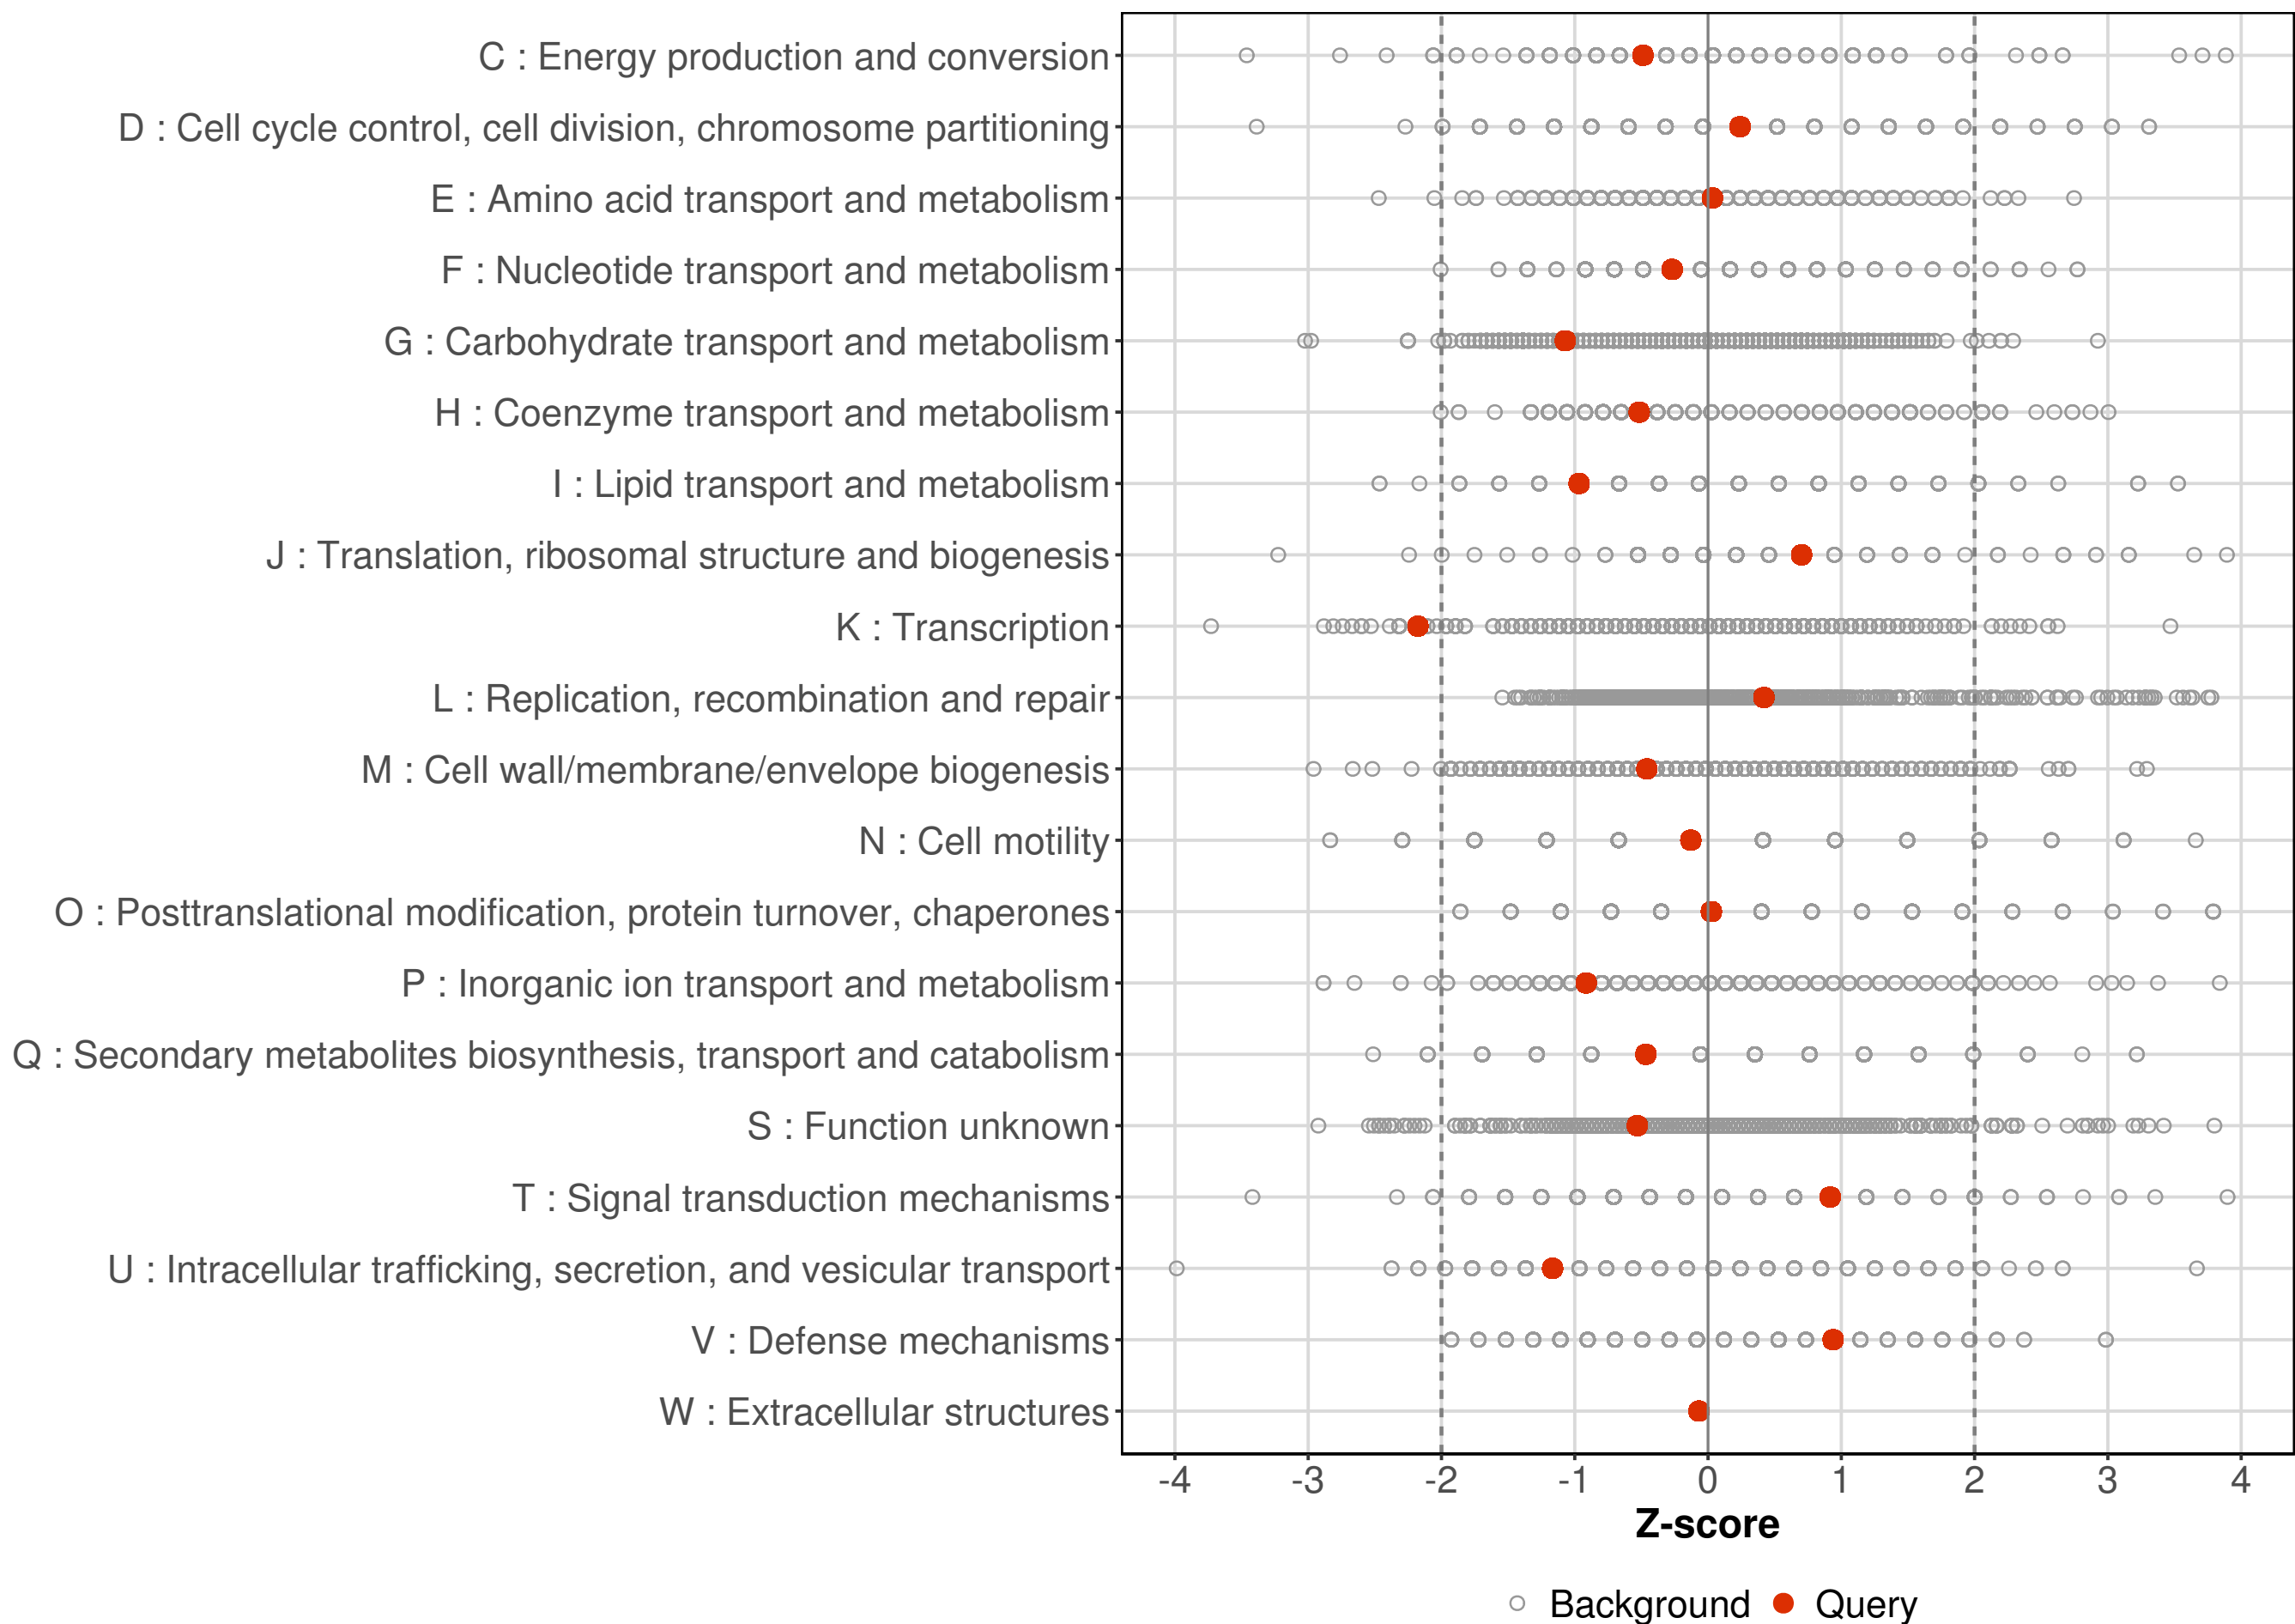 C : Energy production and conversion
D : Cell cycle control, cell division, chromosome partitioning
E : Amino acid transport and metabolism
F : Nucleotide transport and metabolism
G : Carbohydrate transport and metabolism
H : Coenzyme transport and metabolism
I : Lipid transport and metabolism
J : Translation, ribosomal structure and biogenesis
K : Transcription
L : Replication, recombination and repair
M : Cell wall/membrane/envelope biogenesis
N : Cell motility
O : Posttranslational modification, protein turnover, chaperones
P : Inorganic ion transport and metabolism
Q : Secondary metabolites biosynthesis, transport and catabolism
S : Function unknown
T : Signal transduction mechanisms
U : Intracellular trafficking, secretion, and vesicular transport
V : Defense mechanisms
W : Extracellular structures
-4 -3 -2 -1 0 1 2 3 4
Z-score
Background Query